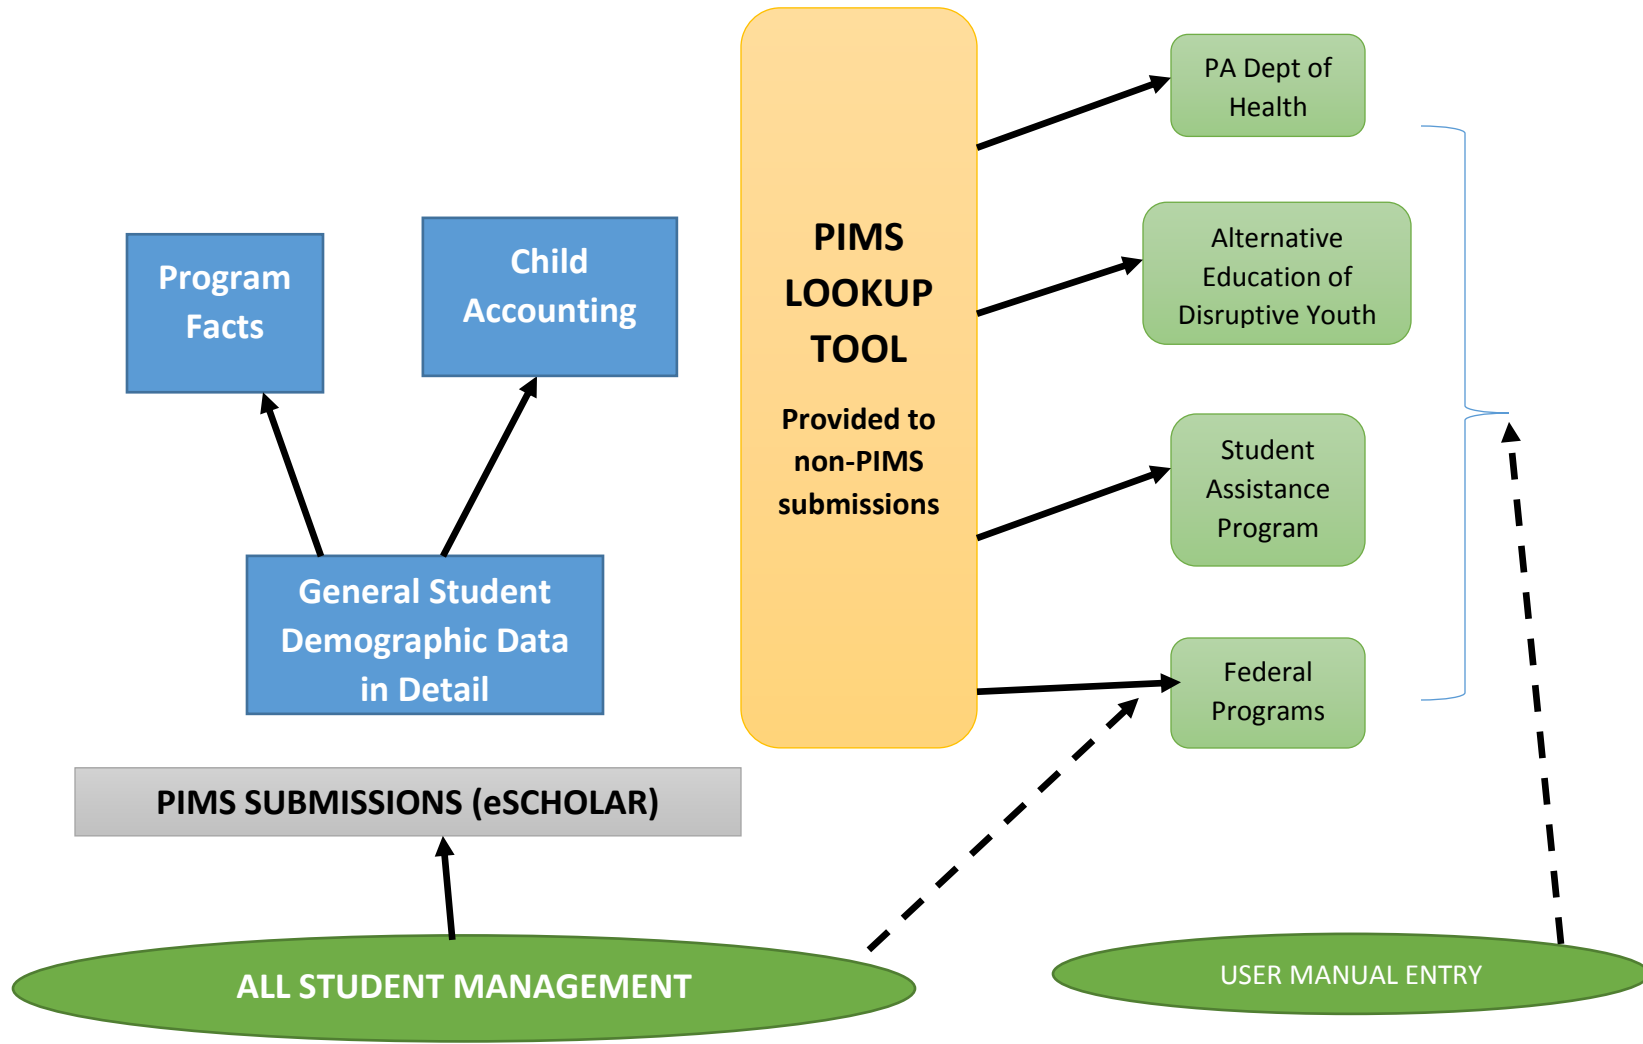 Program
Facts
Child
Accounting
General Student
Demographic Data
in Detail
PIMS SUBMISSIONS (eSCHOLAR)
ALL STUDENT MANAGEMENT
PIMS
LOOKUP
TOOL
Provided to
non-PIMS
submissions
PA Dept of
Health
Alternative
Education of
Disruptive Youth
Student
Assistance
Program
Federal
Programs
USER MANUAL ENTRY